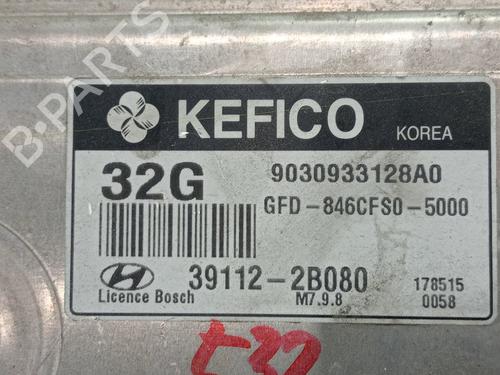 B-PARTS
KEFICO
KOREA
32G
9030933128A0
GFD-846CFS0-5000
39112-2B080
178515
Licence Bosch
M7.9.8
0058